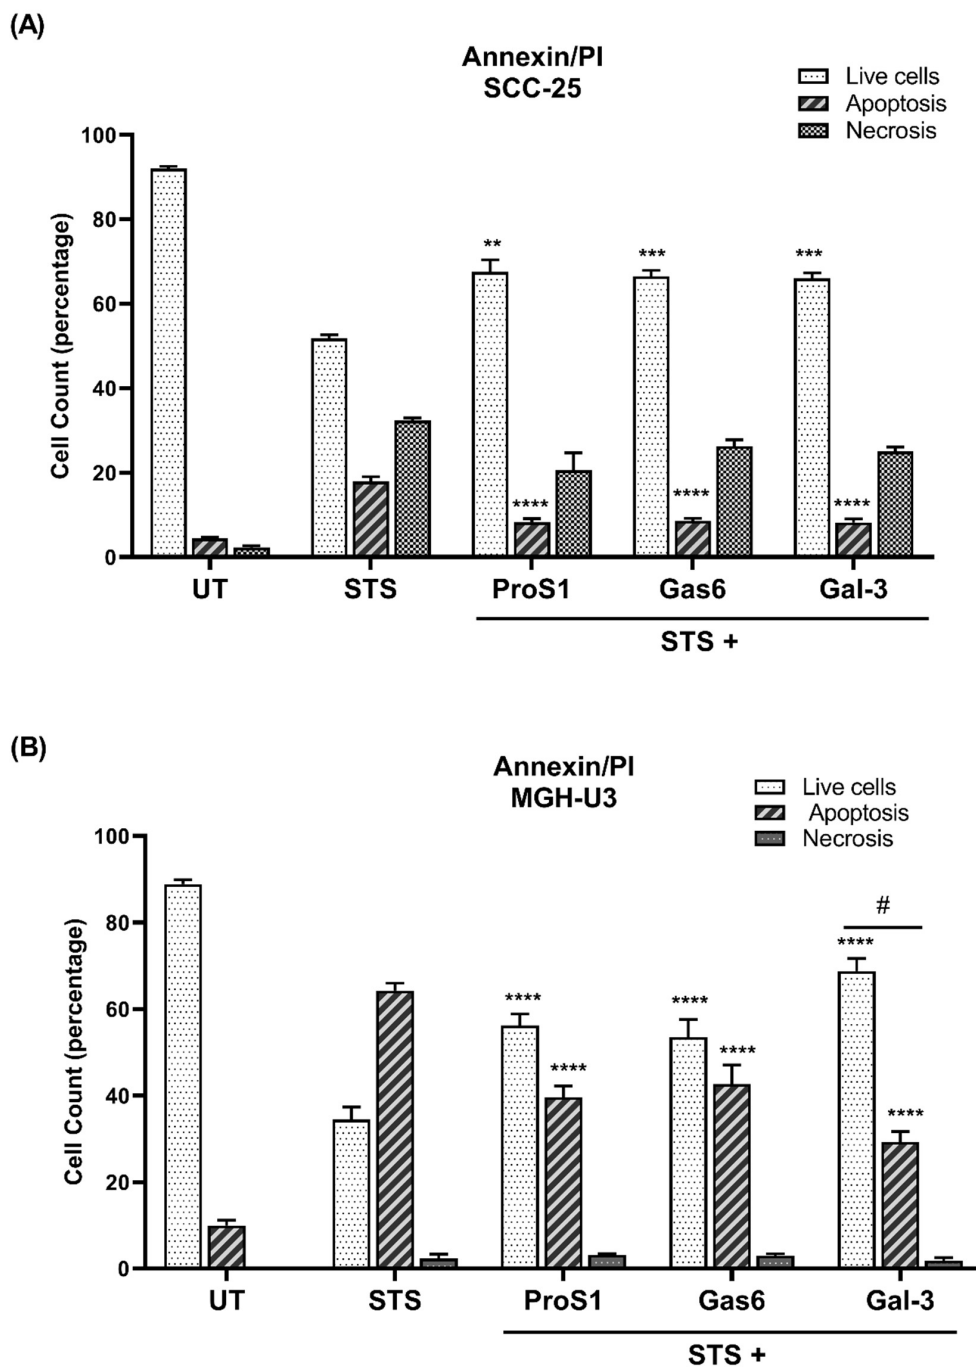 (A)
Annexin/PI
SCC-25
Live cells
Apoptosis
Necrosis
Cell Count (percentage)
100
80
60
40
20
0
**
***
***
****
****
****
UT STS ProS1 Gas6 Gal-3
STS +
(B)
Annexin/PI
MGH-U3
Live cells
Apoptosis
Necrosis
Cell Count (percentage)
100
80
60
40
20
0
#
****
****
****
****
****
****
UT STS ProS1 Gas6 Gal-3
STS +